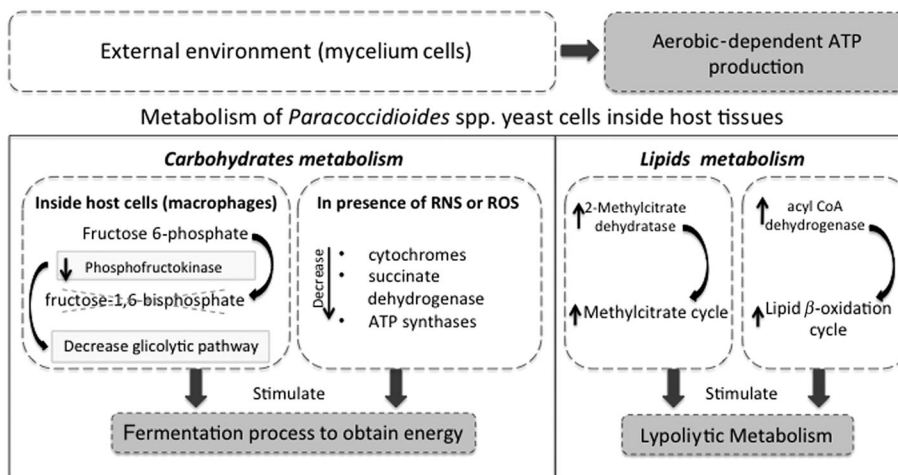 External environment (mycelium cells)
Aerobic-dependent ATP
production
Metabolism of Paracoccidioides spp. yeast cells inside host tissues
Carbohydrates metabolism
Inside host cells (macrophages)
Fructose 6-phosphate
Phosphofructokinase
fructose-1,6-bisphosphate
Decrease glicolytic pathway
In presence of RNS or ROS
Decrease
• cytochromes
• succinate
dehydrogenase
• ATP synthases
Stimulate
Fermentation process to obtain energy
Lipids metabolism
2-Methylcitrate
dehydratase
Methylcitrate cycle
acyl CoA
dehydrogenase
Lipid β-oxidation
cycle
Stimulate
Lypoliytic Metabolism